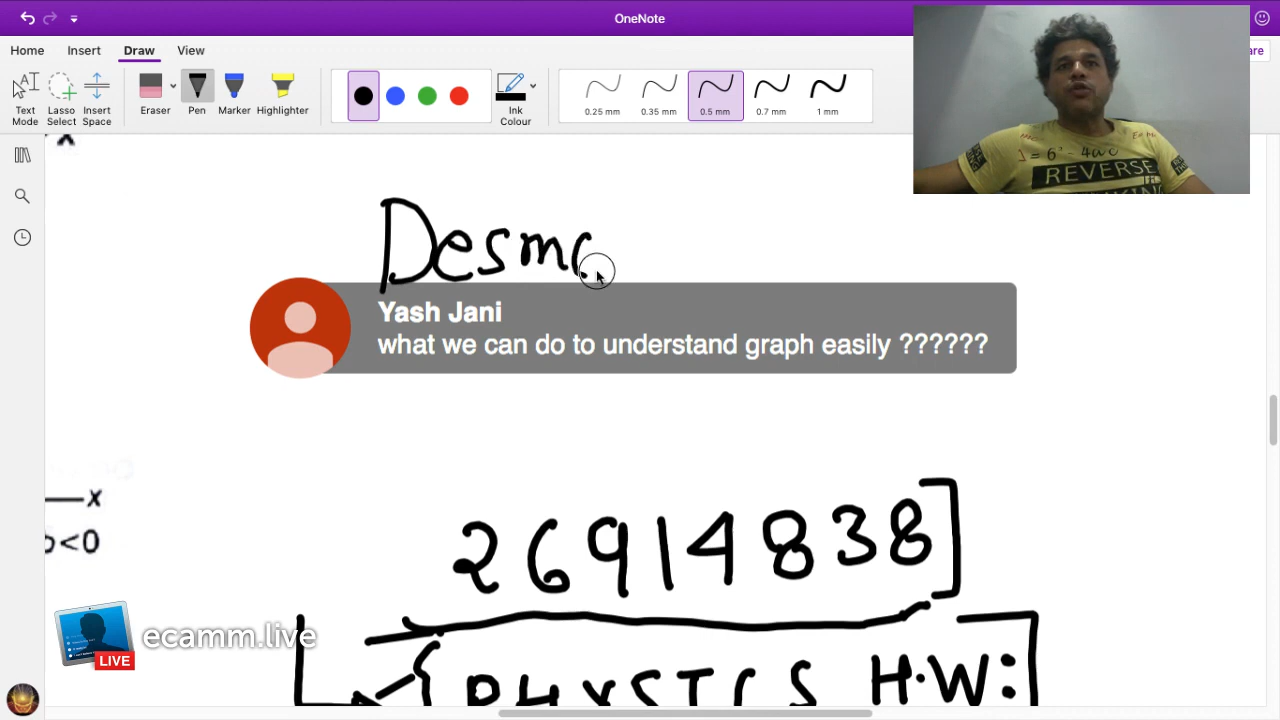 OneNote
Home Insert Draw View
Text Mode
Lasso Select
Insert Space
Eraser
Pen
Marker
Highlighter
Ink Colour
0.25 mm
0.35 mm
0.5 mm
0.7 mm
1 mm
are
REVERSE
x
Desmo
Yash Jani
what we can do to understand graph easily ??????
x
b<0
26914838]
ecamm.live
LIVE
{ PHYSICS H.W: